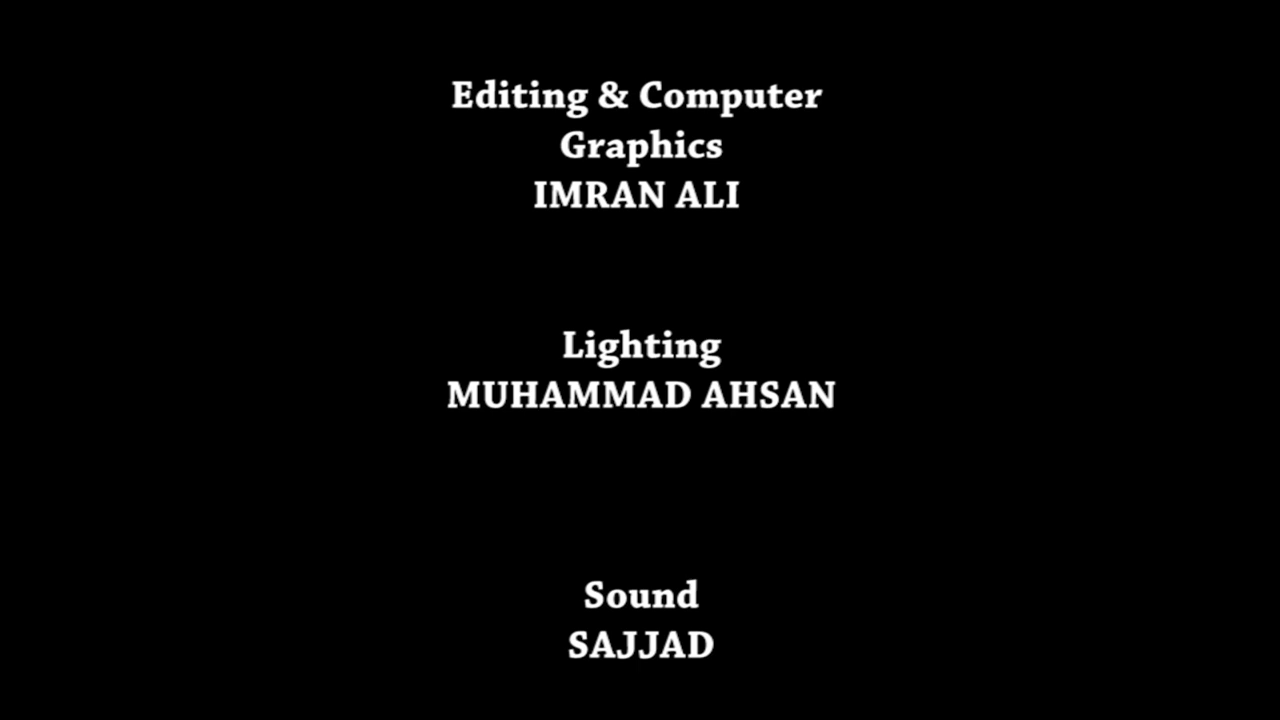 Editing & Computer
Graphics
IMRAN ALI
Lighting
MUHAMMAD AHSAN
Sound
SAJJAD